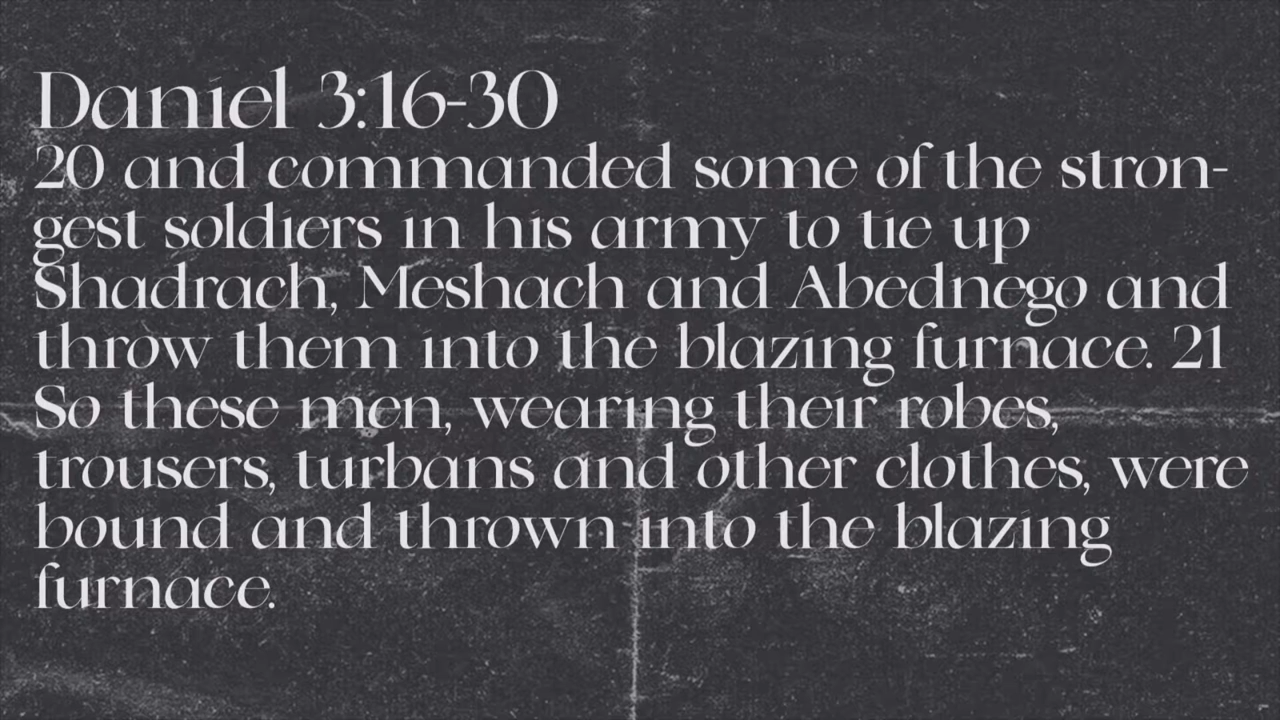 Daniel 3:16-30
20 and commanded some of the stron-
gest soldiers in his army to tie up
Shadrach, Meshach and Abednego and
throw them into the blazing furnace. 21
So these men, wearing their robes,
trousers, turbans and other clothes, were
bound and thrown into the blazing
furnace.